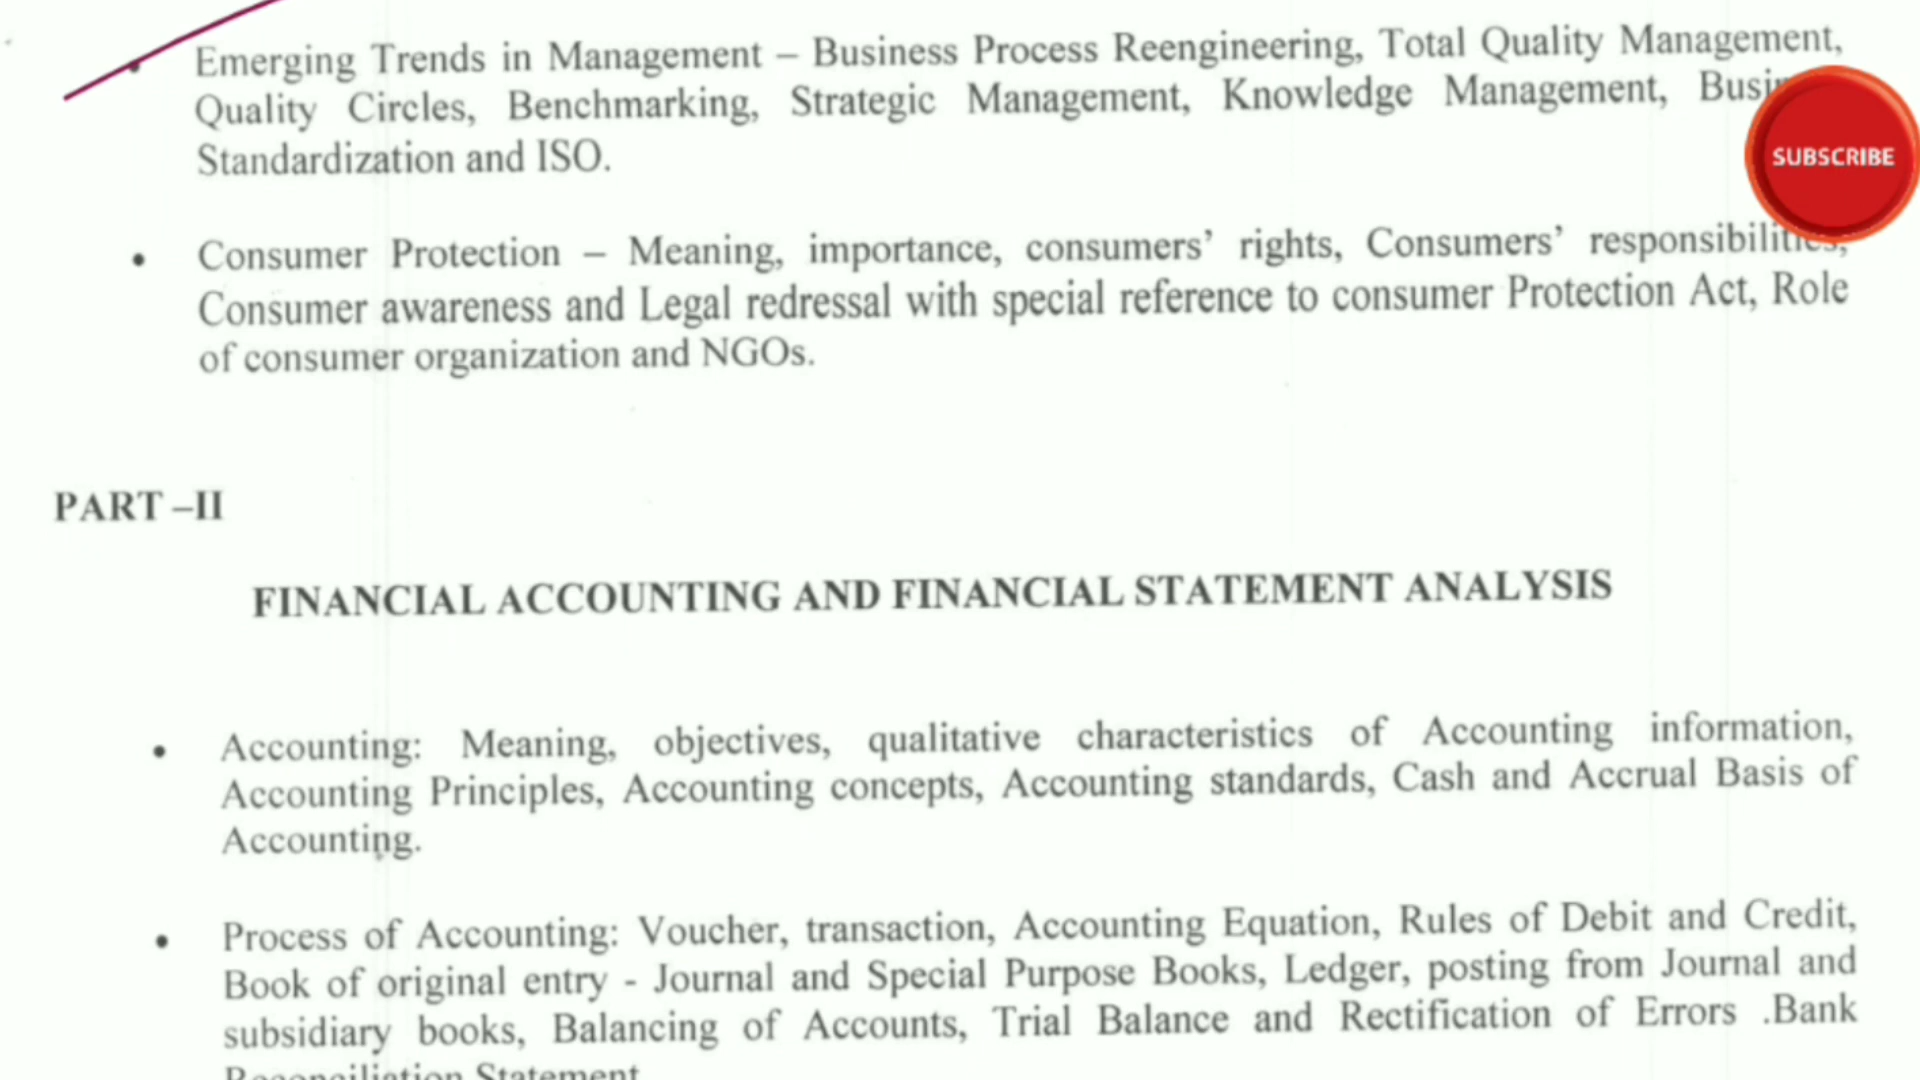 • Emerging Trends in Management – Business Process Reengineering, Total Quality Management,
Quality Circles, Benchmarking, Strategic Management, Knowledge Management,
Standardization and ISO.
SUBSCRIBE
• Consumer Protection – Meaning, importance, consumers’ rights, Consumers’ responsibilities,
Consumer awareness and Legal redressal with special reference to consumer Protection Act, Role
of consumer organization and NGOs.
PART –II
FINANCIAL ACCOUNTING AND FINANCIAL STATEMENT ANALYSIS
• Accounting: Meaning, objectives, qualitative characteristics of Accounting information,
Accounting Principles, Accounting concepts, Accounting standards, Cash and Accrual Basis of
Accounting.
• Process of Accounting: Voucher, transaction, Accounting Equation, Rules of Debit and Credit,
Book of original entry - Journal and Special Purpose Books, Ledger, posting from Journal and
subsidiary books, Balancing of Accounts, Trial Balance and Rectification of Errors .Bank
Reconciliation Statement